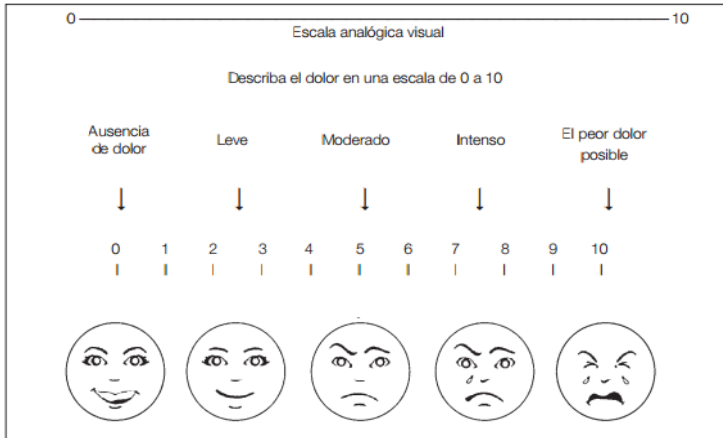 0 10
Escala analógica visual
Describa el dolor en una escala de 0 a 10
Ausencia
de dolor
Leve
Moderado
Intenso
El peor dolor
posible
0 1 2 3 4 5 6 7 8 9 10